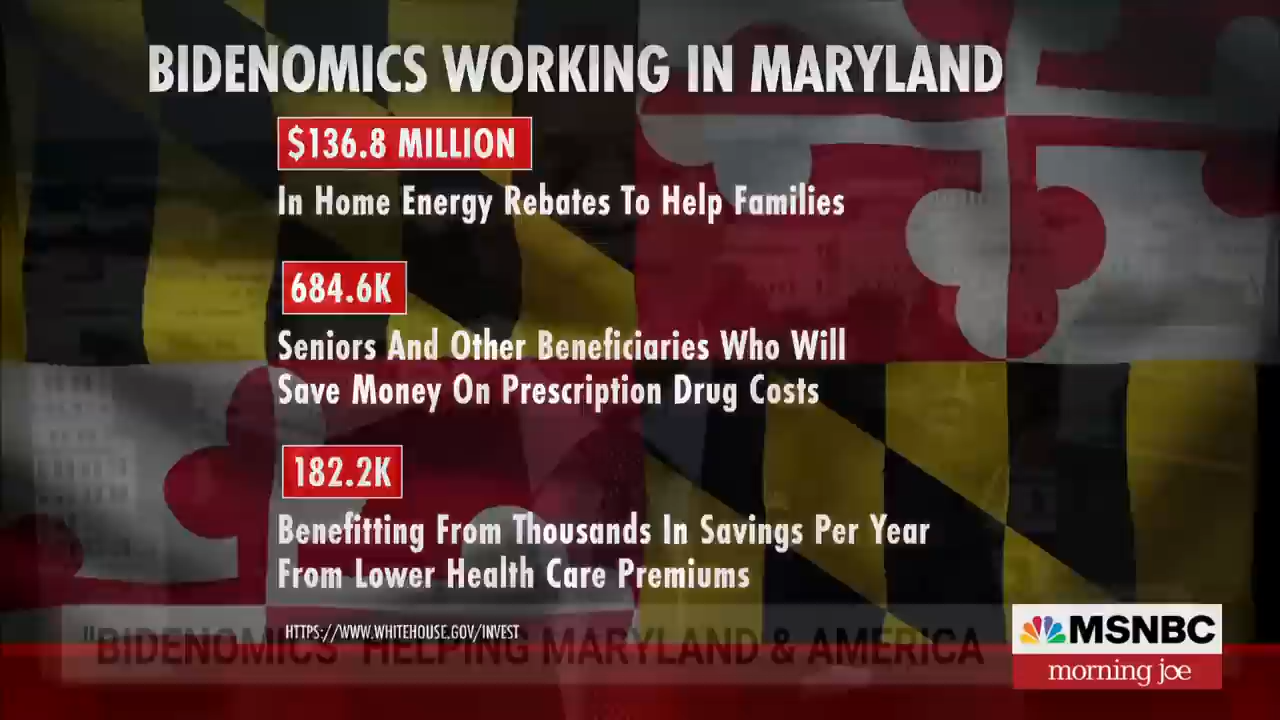 BIDENOMICS WORKING IN MARYLAND
$136.8 MILLION
In Home Energy Rebates To Help Families
684.6K
Seniors And Other Beneficiaries Who Will
Save Money On Prescription Drug Costs
182.2K
Benefitting From Thousands In Savings Per Year
From Lower Health Care Premiums
HTTPS://WWW.WHITEHOUSE.GOV/INVEST
"BIDENOMICS" HELPING MARYLAND & AMERICA
MSNBC
morning joe